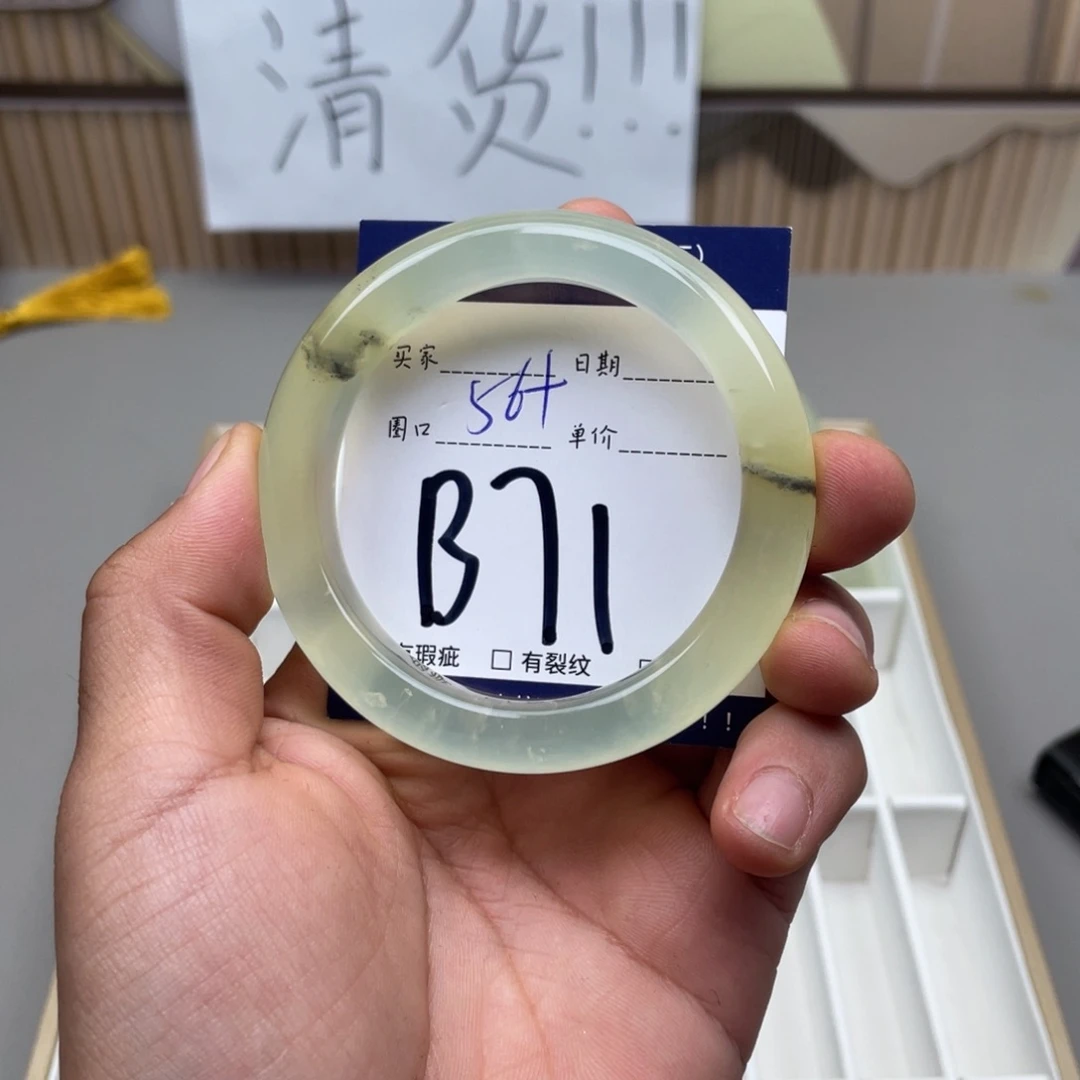 清货!!!
买家 日期
圈口 56+ 单价
B71
瑕疵 □ 有裂纹 □
!!